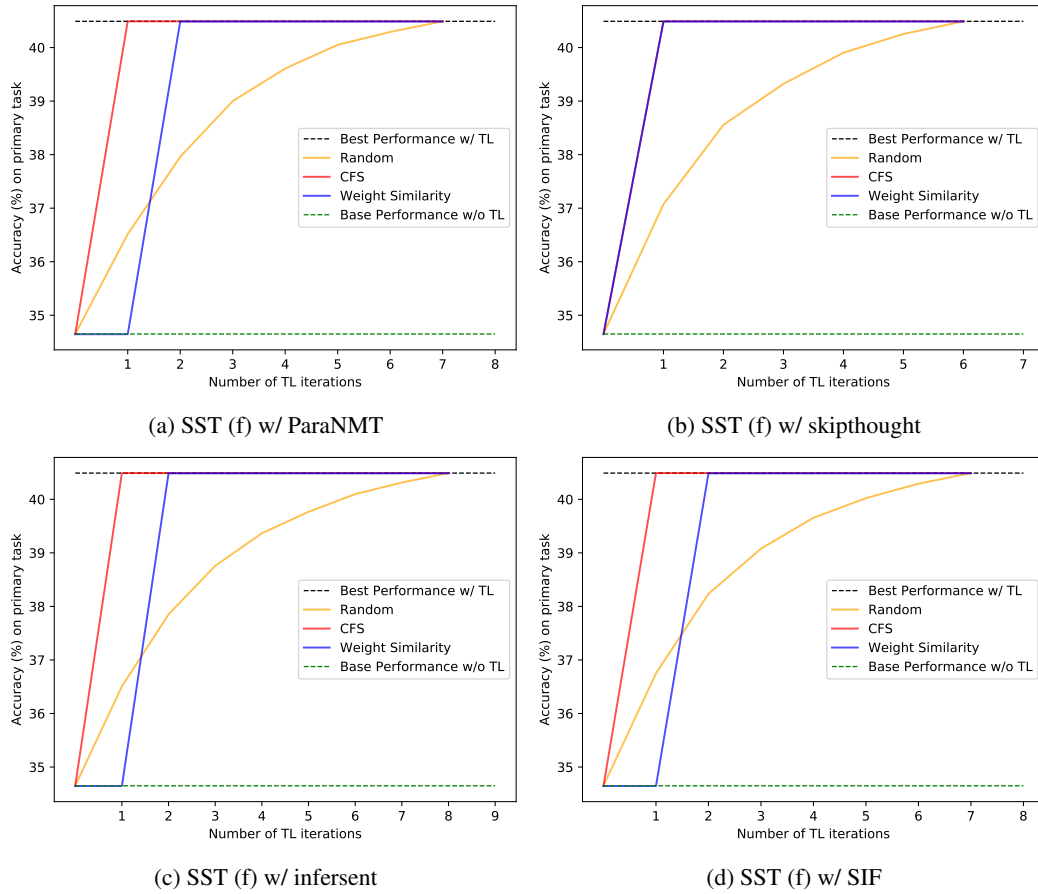 40
39
38
37
36
35
Accuracy (%) on primary task
Best Performance w/ TL
Random
CFS
Weight Similarity
Base Performance w/o TL
1 2 3 4 5 6 7 8
Number of TL iterations
(a) SST (f) w/ ParaNMT
40
39
38
37
36
35
Accuracy (%) on primary task
Best Performance w/ TL
Random
CFS
Weight Similarity
Base Performance w/o TL
1 2 3 4 5 6 7
Number of TL iterations
(b) SST (f) w/ skipthought
40
39
38
37
36
35
Accuracy (%) on primary task
Best Performance w/ TL
Random
CFS
Weight Similarity
Base Performance w/o TL
1 2 3 4 5 6 7 8 9
Number of TL iterations
(c) SST (f) w/ infersent
40
39
38
37
36
35
Accuracy (%) on primary task
Best Performance w/ TL
Random
CFS
Weight Similarity
Base Performance w/o TL
1 2 3 4 5 6 7 8
Number of TL iterations
(d) SST (f) w/ SIF